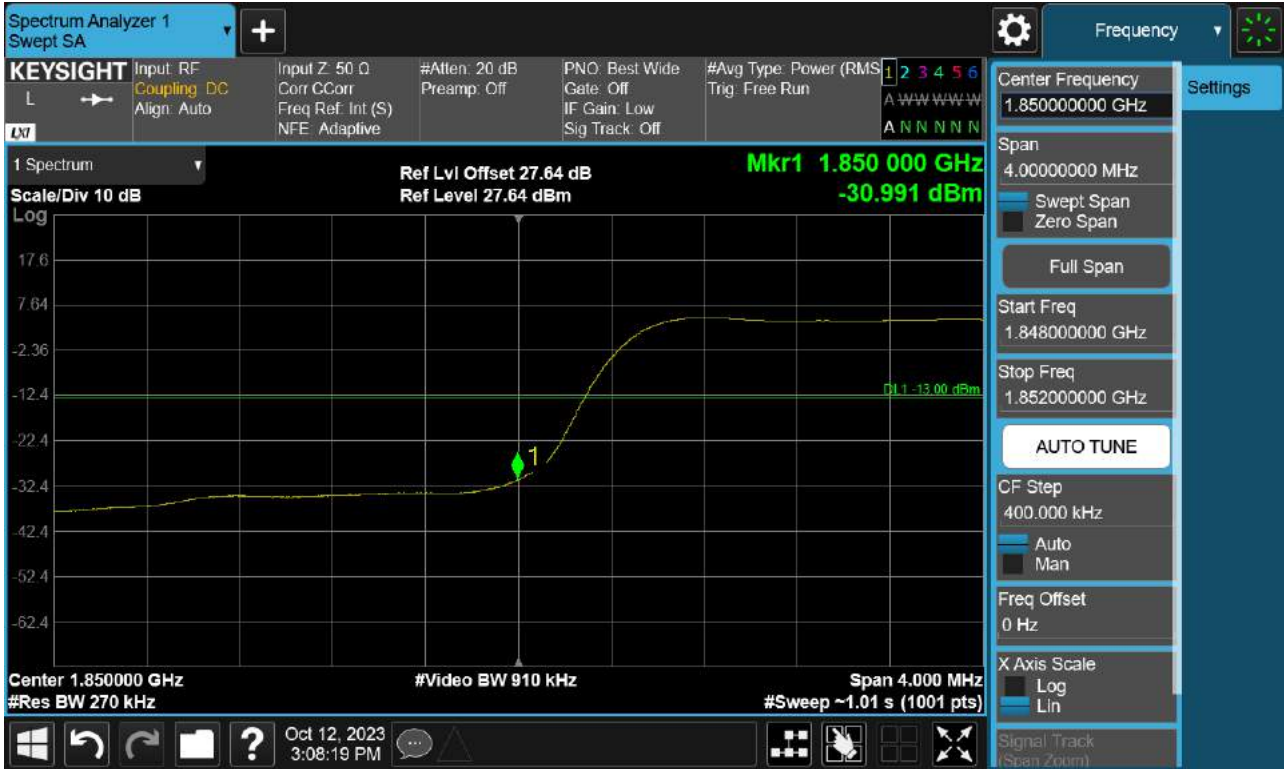 Spectrum Analyzer 1
Swept SA
+
Frequency
KEYSIGHT
L
LXI
Input: RF
Coupling: DC
Align: Auto
Input Z: 50 Ω
Corr CCorr
Freq Ref: Int (S)
NFE: Adaptive
#Atten: 20 dB
Preamp: Off
PNO: Best Wide
Gate: Off
IF Gain: Low
Sig Track: Off
#Avg Type: Power (RMS
Trig: Free Run
1 2 3 4 5 6
A W W W W W
A N N N N N
1 Spectrum
Scale/Div 10 dB
Ref Lvl Offset 27.64 dB
Ref Level 27.64 dBm
Mkr1 1.850 000 GHz
-30.991 dBm
Log
17.6
7.64
-2.36
-12.4
-22.4
-32.4
-42.4
-52.4
-62.4
DL1 -13.00 dBm
1
Center 1.850000 GHz
#Res BW 270 kHz
#Video BW 910 kHz
Span 4.000 MHz
#Sweep ~1.01 s (1001 pts)
?
Oct 12, 2023
3:08:19 PM
Center Frequency
1.850000000 GHz
Span
4.00000000 MHz
Swept Span
Zero Span
Full Span
Start Freq
1.848000000 GHz
Stop Freq
1.852000000 GHz
AUTO TUNE
CF Step
400.000 kHz
Auto
Man
Freq Offset
0 Hz
X Axis Scale
Log
Lin
Signal Track
(Span Zoom)
Settings